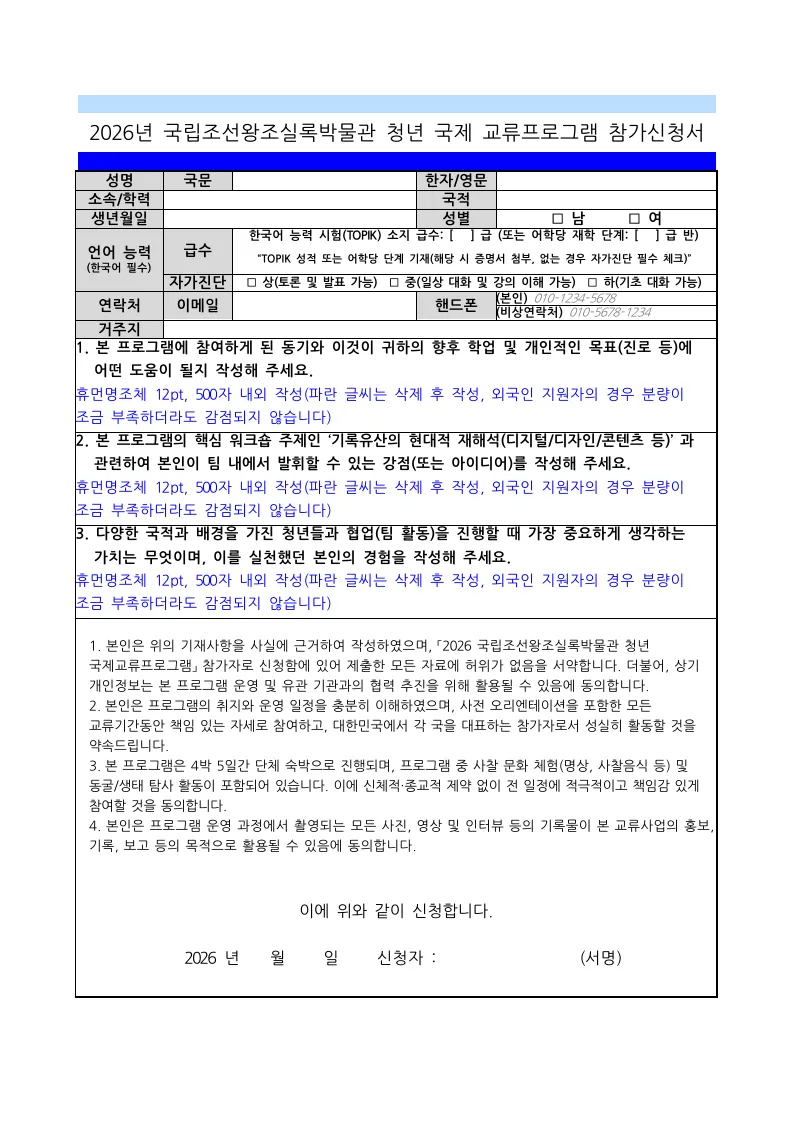 2026년 국립조선왕조실록박물관 청년 국제 교류프로그램 참가신청서
성명 국문 한자/영문
소속/학력 국적
생년월일 성별 □ 남 □ 여
언어 능력
(한국어 필수)
급수
한국어 능력 시험(TOPIK) 소지 급수: [ ] 급 (또는 어학당 재학 단계: [ ] 급 반)
"TOPIK 성적 또는 어학당 단계 기재(해당 시 증명서 첨부, 없는 경우 자가진단 필수 체크)"
자가진단 □ 상(토론 및 발표 가능) □ 중(일상 대화 및 강의 이해 가능) □ 하(기초 대화 가능)
연락처 이메일 핸드폰
(본인) 010-1234-5678
(비상연락처) 010-5678-1234
거주지
1. 본 프로그램에 참여하게 된 동기와 이것이 귀하의 향후 학업 및 개인적인 목표(진로 등)에
어떤 도움이 될지 작성해 주세요.
휴먼명조체 12pt, 500자 내외 작성(파란 글씨는 삭제 후 작성, 외국인 지원자의 경우 분량이
조금 부족하더라도 감점되지 않습니다)
2. 본 프로그램의 핵심 워크숍 주제인 ‘기록유산의 현대적 재해석(디지털/디자인/콘텐츠 등)’ 과
관련하여 본인이 팀 내에서 발휘할 수 있는 강점(또는 아이디어)를 작성해 주세요.
휴먼명조체 12pt, 500자 내외 작성(파란 글씨는 삭제 후 작성, 외국인 지원자의 경우 분량이
조금 부족하더라도 감점되지 않습니다)
3. 다양한 국적과 배경을 가진 청년들과 협업(팀 활동)을 진행할 때 가장 중요하게 생각하는
가치는 무엇이며, 이를 실천했던 본인의 경험을 작성해 주세요.
휴먼명조체 12pt, 500자 내외 작성(파란 글씨는 삭제 후 작성, 외국인 지원자의 경우 분량이
조금 부족하더라도 감점되지 않습니다)
1. 본인은 위의 기재사항을 사실에 근거하여 작성하였으며, 「2026 국립조선왕조실록박물관 청년
국제교류프로그램」 참가자로 신청함에 있어 제출한 모든 자료에 허위가 없음을 서약합니다. 더불어, 상기
개인정보는 본 프로그램 운영 및 유관 기관과의 협력 추진을 위해 활용될 수 있음에 동의합니다.
2. 본인은 프로그램의 취지와 운영 일정을 충분히 이해하였으며, 사전 오리엔테이션을 포함한 모든
교류기간동안 책임 있는 자세로 참여하고, 대한민국에서 각 국을 대표하는 참가자로서 성실히 활동할 것을
약속드립니다.
3. 본 프로그램은 4박 5일간 단체 숙박으로 진행되며, 프로그램 중 사찰 문화 체험(명상, 사찰음식 등) 및
동굴/생태 탐사 활동이 포함되어 있습니다. 이에 신체적·종교적 제약 없이 전 일정에 적극적이고 책임감 있게
참여할 것을 동의합니다.
4. 본인은 프로그램 운영 과정에서 촬영되는 모든 사진, 영상 및 인터뷰 등의 기록물이 본 교류사업의 홍보,
기록, 보고 등의 목적으로 활용될 수 있음에 동의합니다.
이에 위와 같이 신청합니다.
2026 년 월 일 신청자 : (서명)